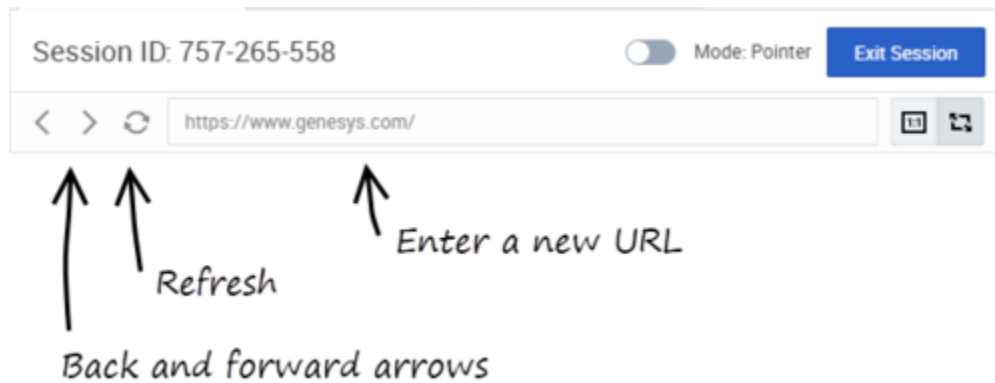 Session ID: 757-265-558 Mode: Pointer Exit Session
https://www.genesys.com/ 1:1
Enter a new URL
Refresh
Back and forward arrows